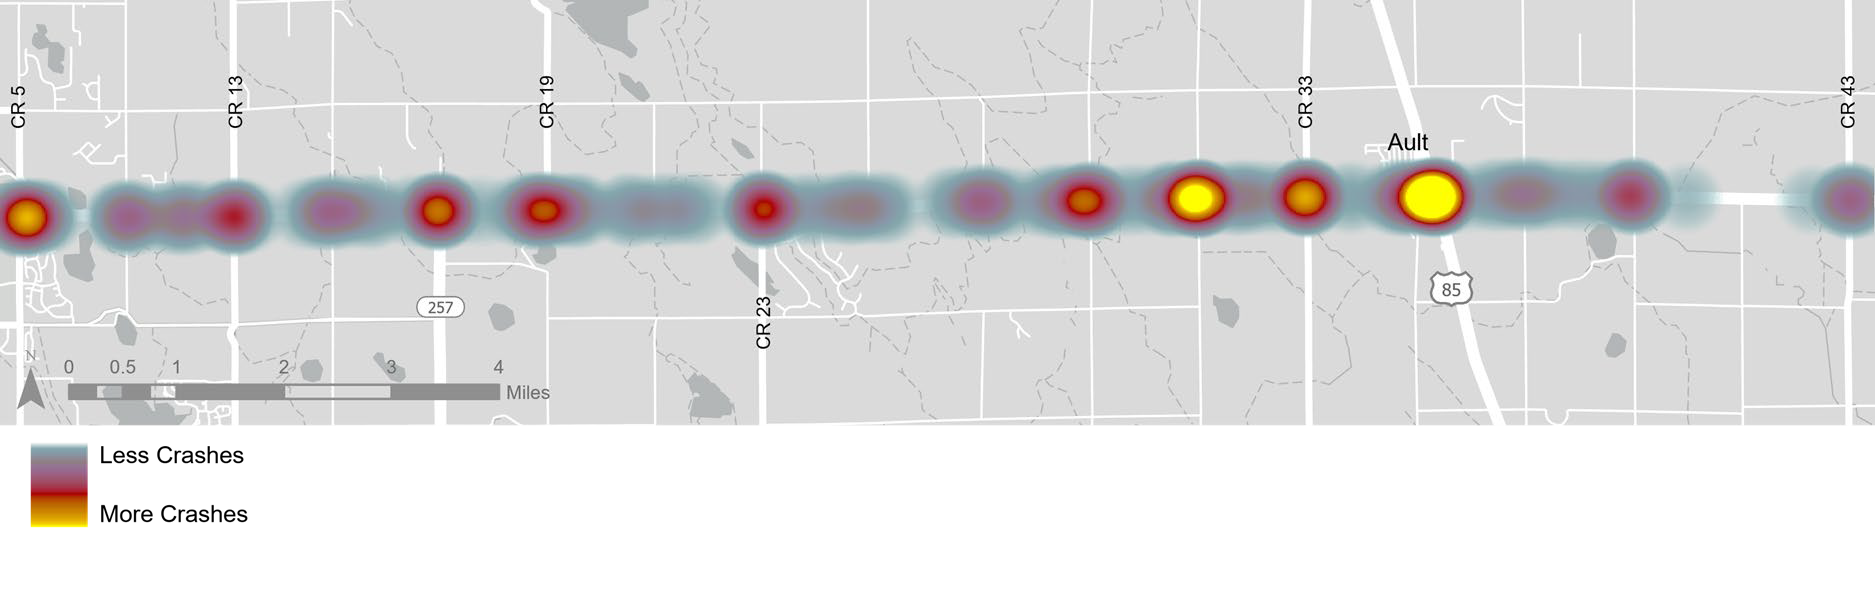 CR 5
CR 13
CR 19
CR 23
CR 33
CR 43
Ault
257
85
N
0 0.5 1 2 3 4
Miles
Less Crashes
More Crashes